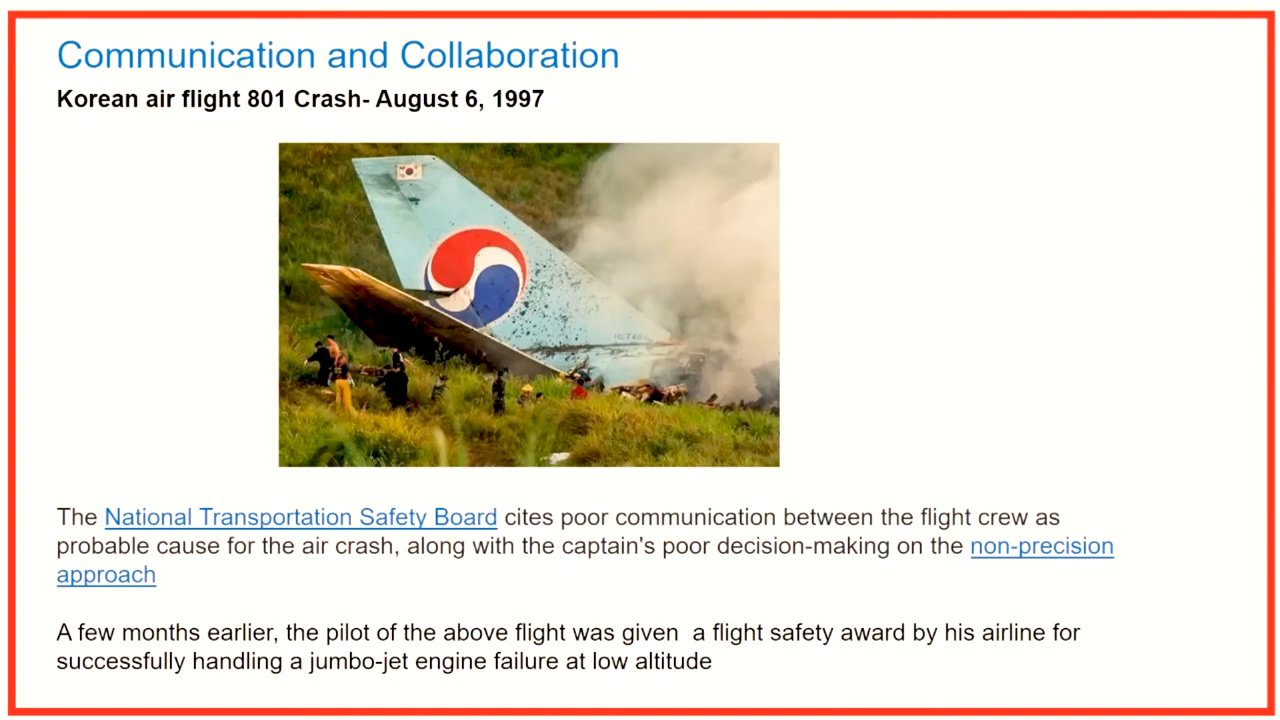 Communication and Collaboration
Korean air flight 801 Crash- August 6, 1997
The National Transportation Safety Board cites poor communication between the flight crew as
probable cause for the air crash, along with the captain's poor decision-making on the non-precision
approach
A few months earlier, the pilot of the above flight was given  a flight safety award by his airline for
successfully handling a jumbo-jet engine failure at low altitude